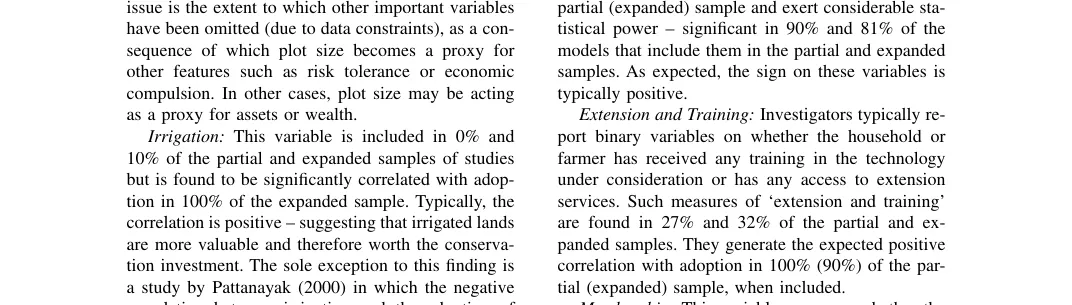 issue is the extent to which other important variables
have been omitted (due to data constraints), as a con-
sequence of which plot size becomes a proxy for
other features such as risk tolerance or economic
compulsion. In other cases, plot size may be acting
as a proxy for assets or wealth.
Irrigation: This variable is included in 0% and
10% of the partial and expanded samples of studies
but is found to be significantly correlated with adop-
tion in 100% of the expanded sample. Typically, the
correlation is positive – suggesting that irrigated lands
are more valuable and therefore worth the conserva-
tion investment. The sole exception to this finding is
a study by Pattanayak (2000) in which the negative
partial (expanded) sample and exert considerable sta-
tistical power – significant in 90% and 81% of the
models that include them in the partial and expanded
samples. As expected, the sign on these variables is
typically positive.
Extension and Training: Investigators typically re-
port binary variables on whether the household or
farmer has received any training in the technology
under consideration or has any access to extension
services. Such measures of ‘extension and training’
are found in 27% and 32% of the partial and ex-
panded samples. They generate the expected positive
correlation with adoption in 100% (90%) of the par-
tial (expanded) sample, when included.